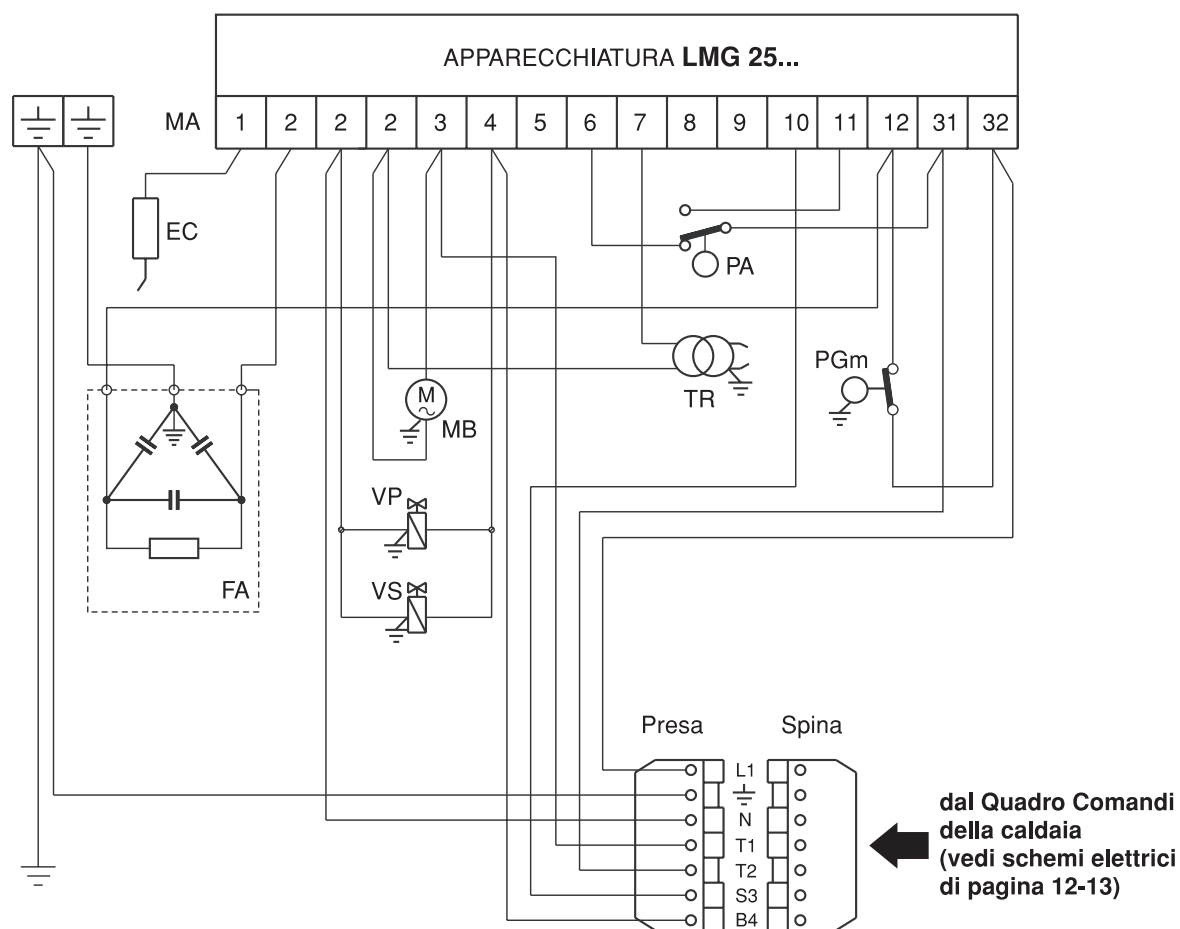 APPARECCHIATURA LMG 25...
MA 1 2 2 2 3 4 5 6 7 8 9 10 11 12 31 32
EC
PA
PGm
TR
M
MB
VP
FA
VS
Presa Spina
L1
N
T1
T2
S3
B4
dal Quadro Comandi
della caldaia
(vedi schemi elettrici
di pagina 12-13)